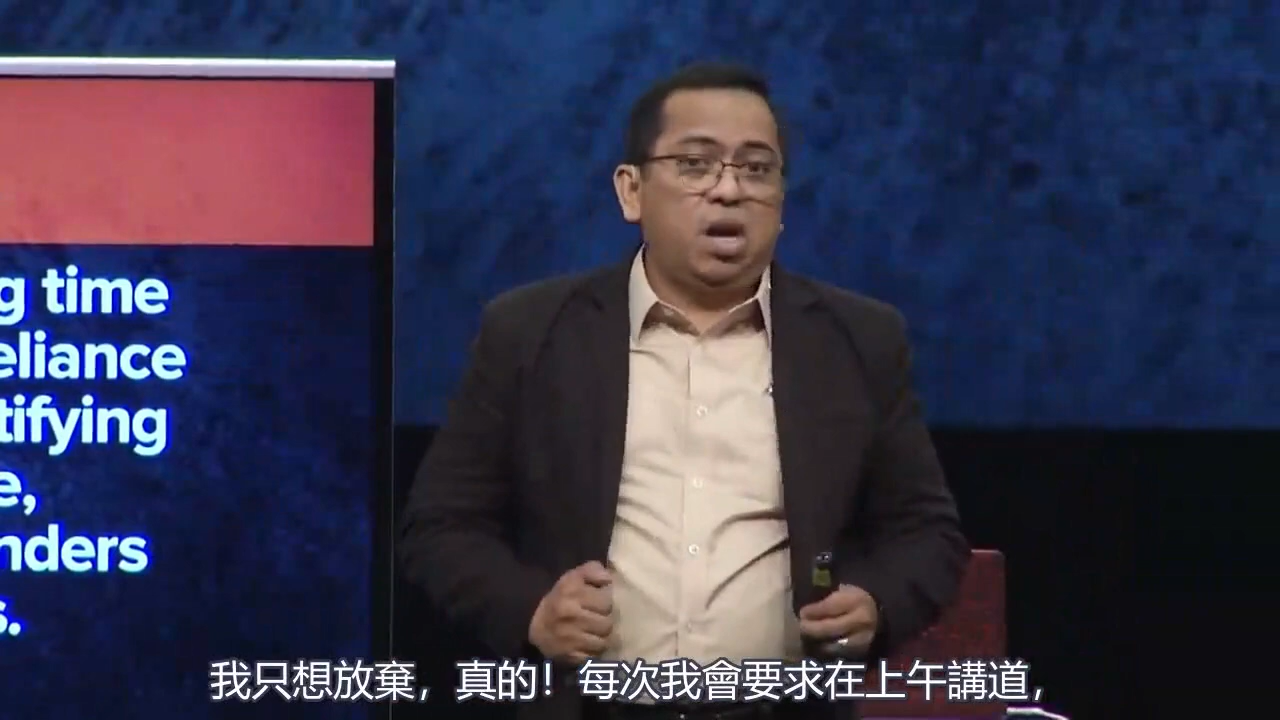 g time
eliance
tifying
e,
nders
s.
我只想放棄，真的！每次我會要求在上午講道，